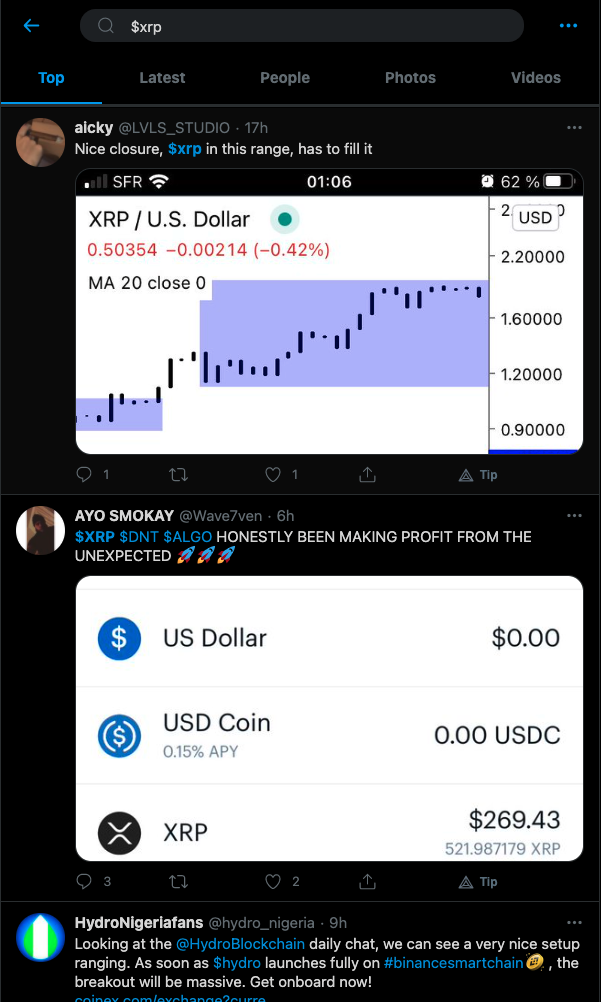 $xrp
Top Latest People Photos Videos
aicky @LVLS_STUDIO · 17h
Nice closure, $xrp in this range, has to fill it
SFR 01:06 62 %
XRP / U.S. Dollar
USD
0.50354 −0.00214 (−0.42%)
2.20000
MA 20 close 0
1.60000
1.20000
0.90000
1 1 Tip
AYO SMOKAY @Wave7ven · 6h
$XRP $DNT $ALGO HONESTLY BEEN MAKING PROFIT FROM THE
UNEXPECTED 🚀🚀🚀
US Dollar $0.00
USD Coin
0.15% APY
0.00 USDC
XRP
$269.43
521.987179 XRP
3 2 Tip
HydroNigeriafans @hydro_nigeria · 9h
Looking at the @HydroBlockchain daily chat, we can see a very nice setup
ranging. As soon as $hydro launches fully on #binancesmartchain , the
breakout will be massive. Get onboard now!
coinex.com/exchange?curre